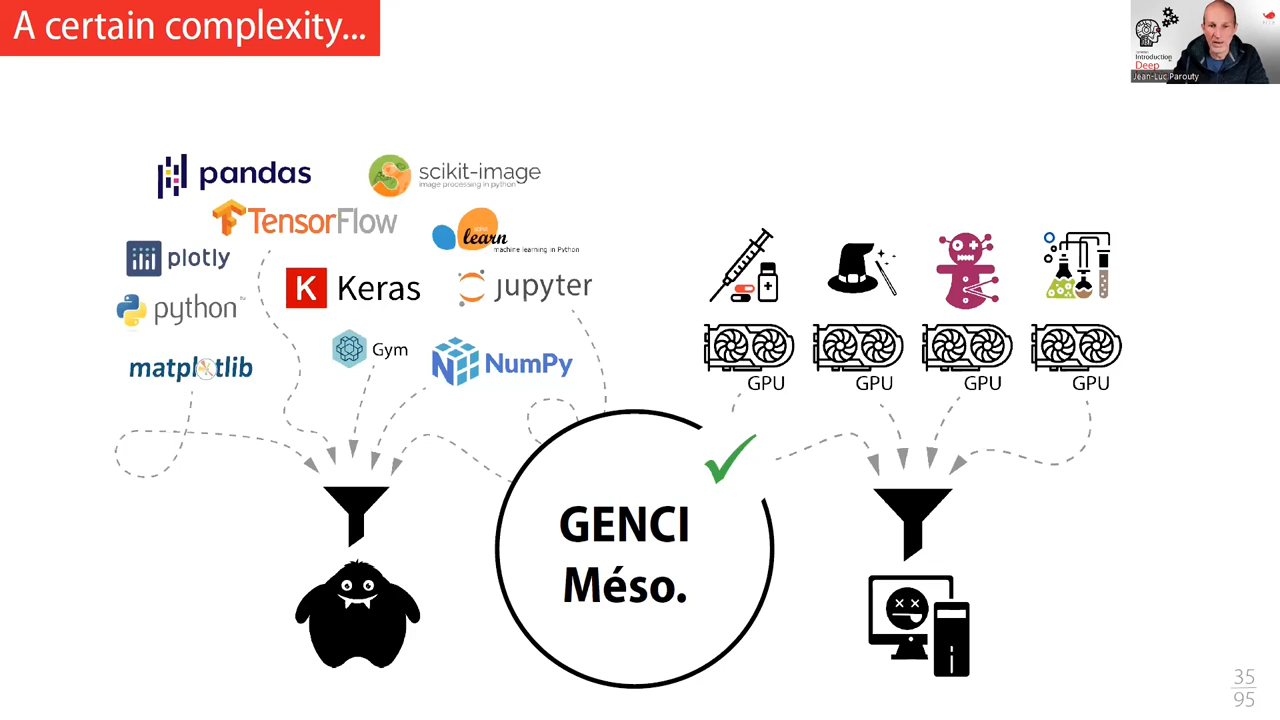 A certain complexity...
Introduction
Deep
Jean-Luc Parouty
pandas
scikit-image
image processing in python
TensorFlow
learn
machine learning in Python
plotly
K Keras
jupyter
python
Gym
NumPy
matplotlib
GPU
GPU
GPU
GPU
GENCI
Méso.
35
95